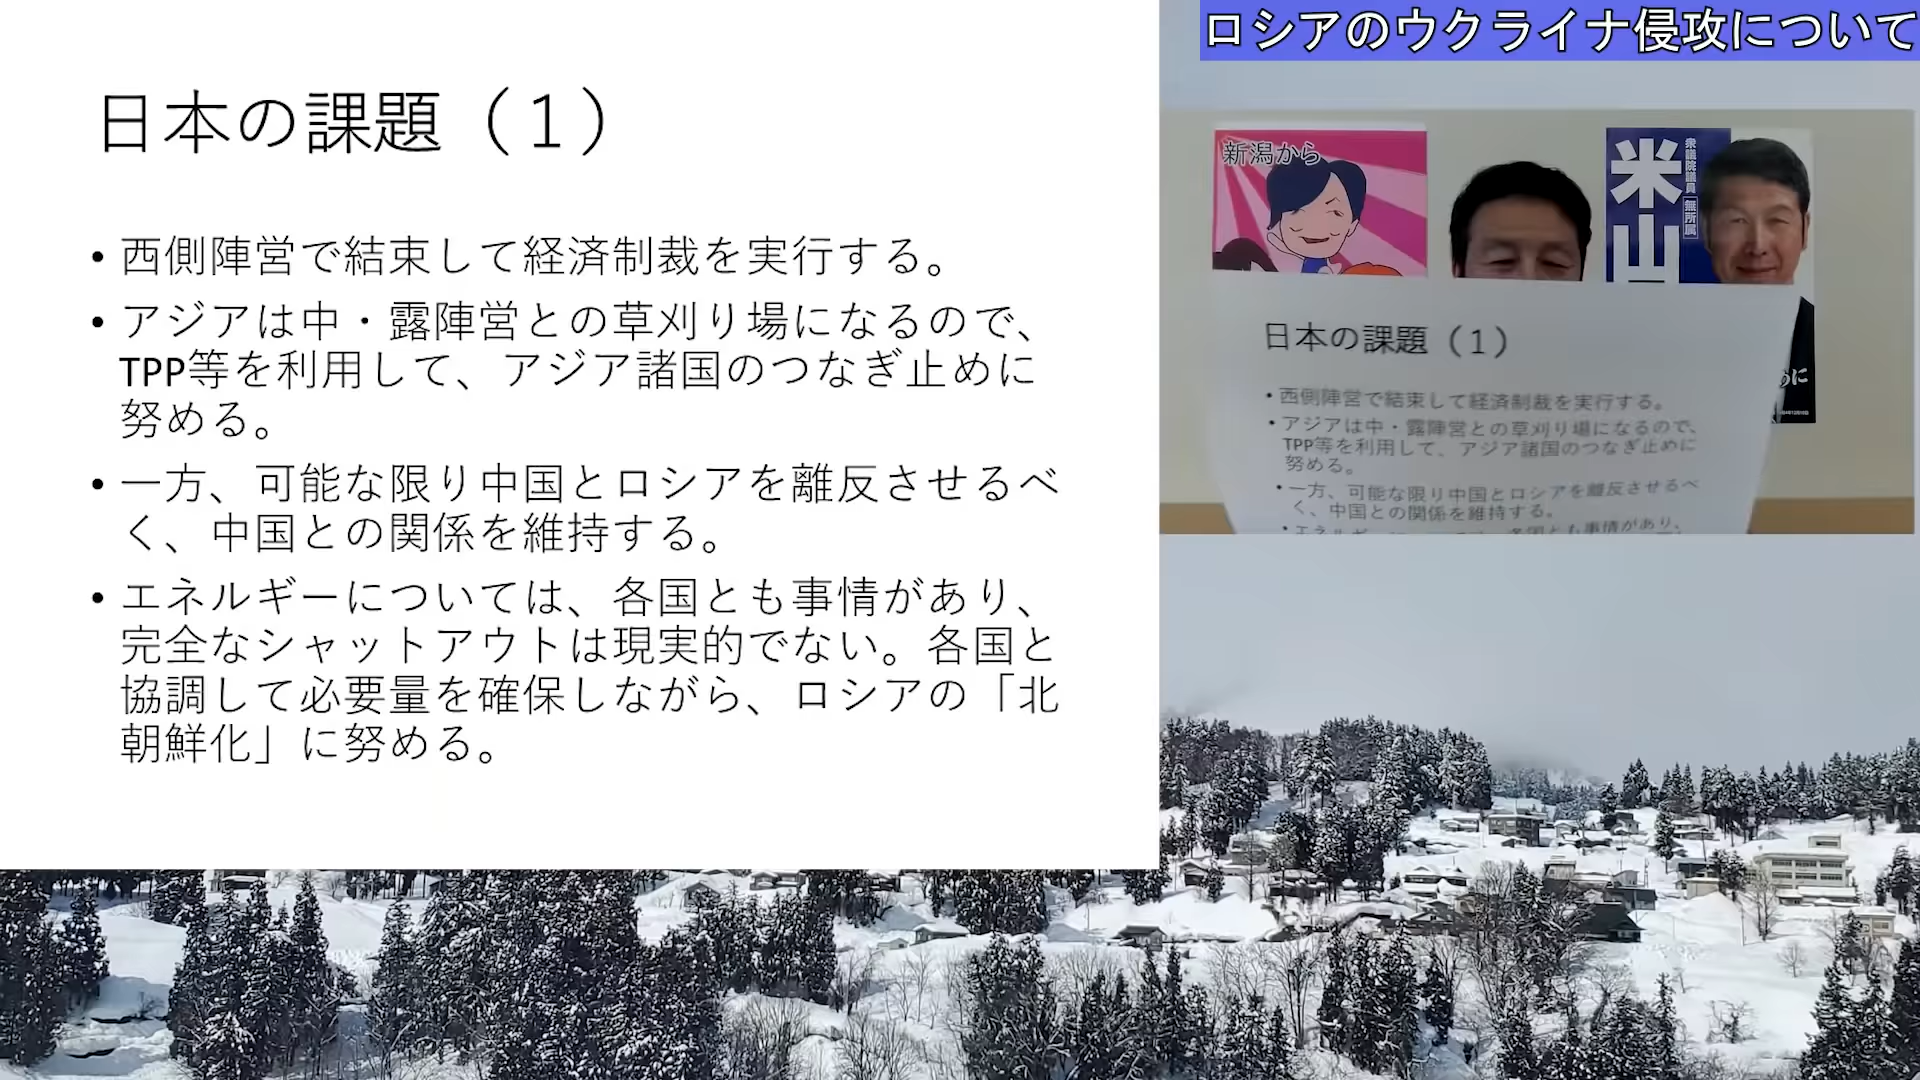 日本の課題（１）
• 西側陣営で結束して経済制裁を実行する。
• アジアは中・露陣営との草刈り場になるので、
TPP等を利用して、アジア諸国のつなぎ止めに
努める。
• 一方、可能な限り中国とロシアを離反させるべ
く、中国との関係を維持する。
• エネルギーについては、各国とも事情があり、
完全なシャットアウトは現実的でない。各国と
協調して必要量を確保しながら、ロシアの「北
朝鮮化」に努める。
ロシアのウクライナ侵攻について
新潟から
米山
衆議院議員
無所属
日本の課題（１）
• 西側陣営で結束して経済制裁を実行する。
• アジアは中・露陣営との草刈り場になるので、
TPP等を利用して、アジア諸国のつなぎ止めに
努める。
• 一方、可能な限り中国とロシアを離反させるべ
く、中国との関係を維持する。